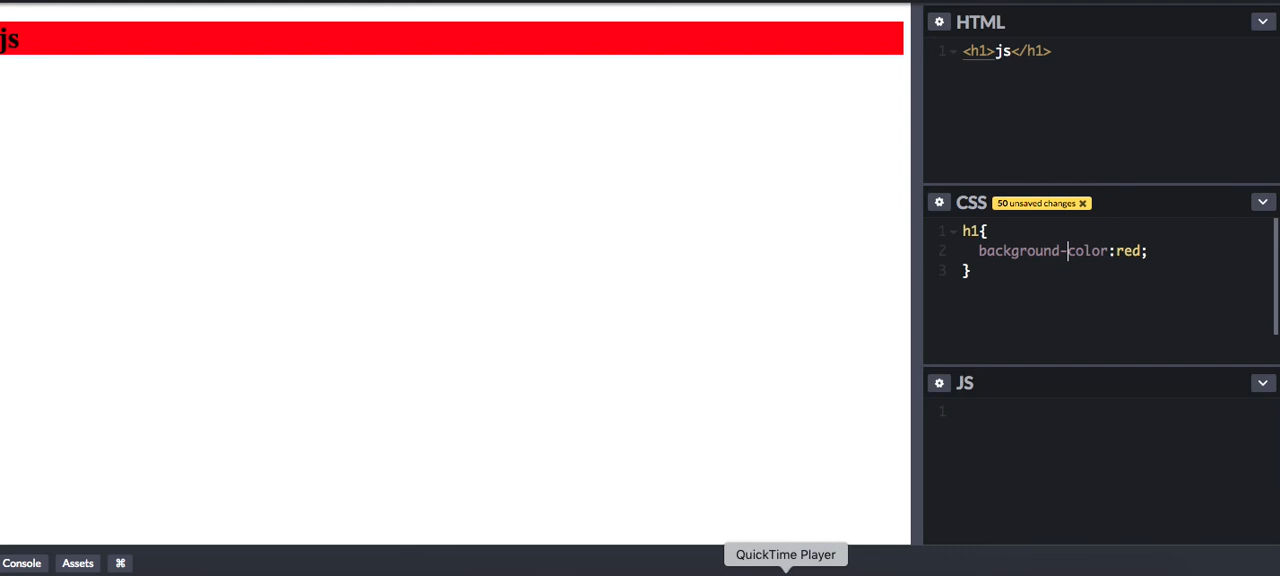 js
HTML
1 <h1>js</h1>
CSS 50 unsaved changes ×
1 h1{
2 background-color:red;
3 }
JS
1
Console Assets ⌘
QuickTime Player